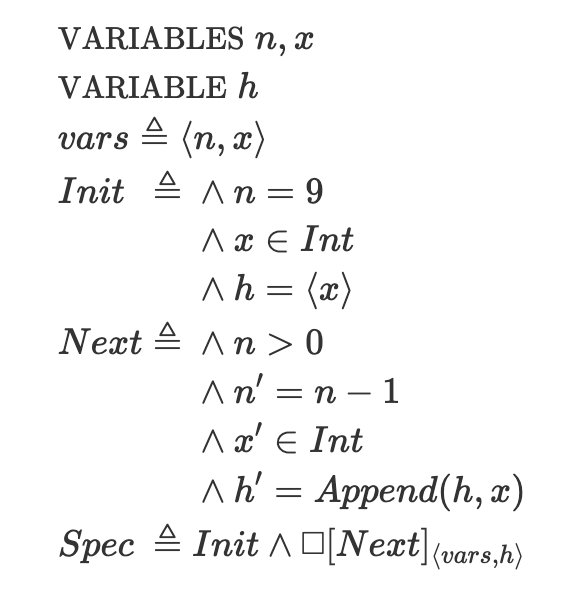 VARIABLES n, x
VARIABLE h
vars ≜ ⟨n, x⟩
Init ≜ ∧ n = 9
∧ x ∈ Int
∧ h = ⟨x⟩
Next ≜ ∧ n > 0
∧ n′ = n − 1
∧ x′ ∈ Int
∧ h′ = Append(h, x)
Spec ≜ Init ∧ □[Next]⟨vars,h⟩